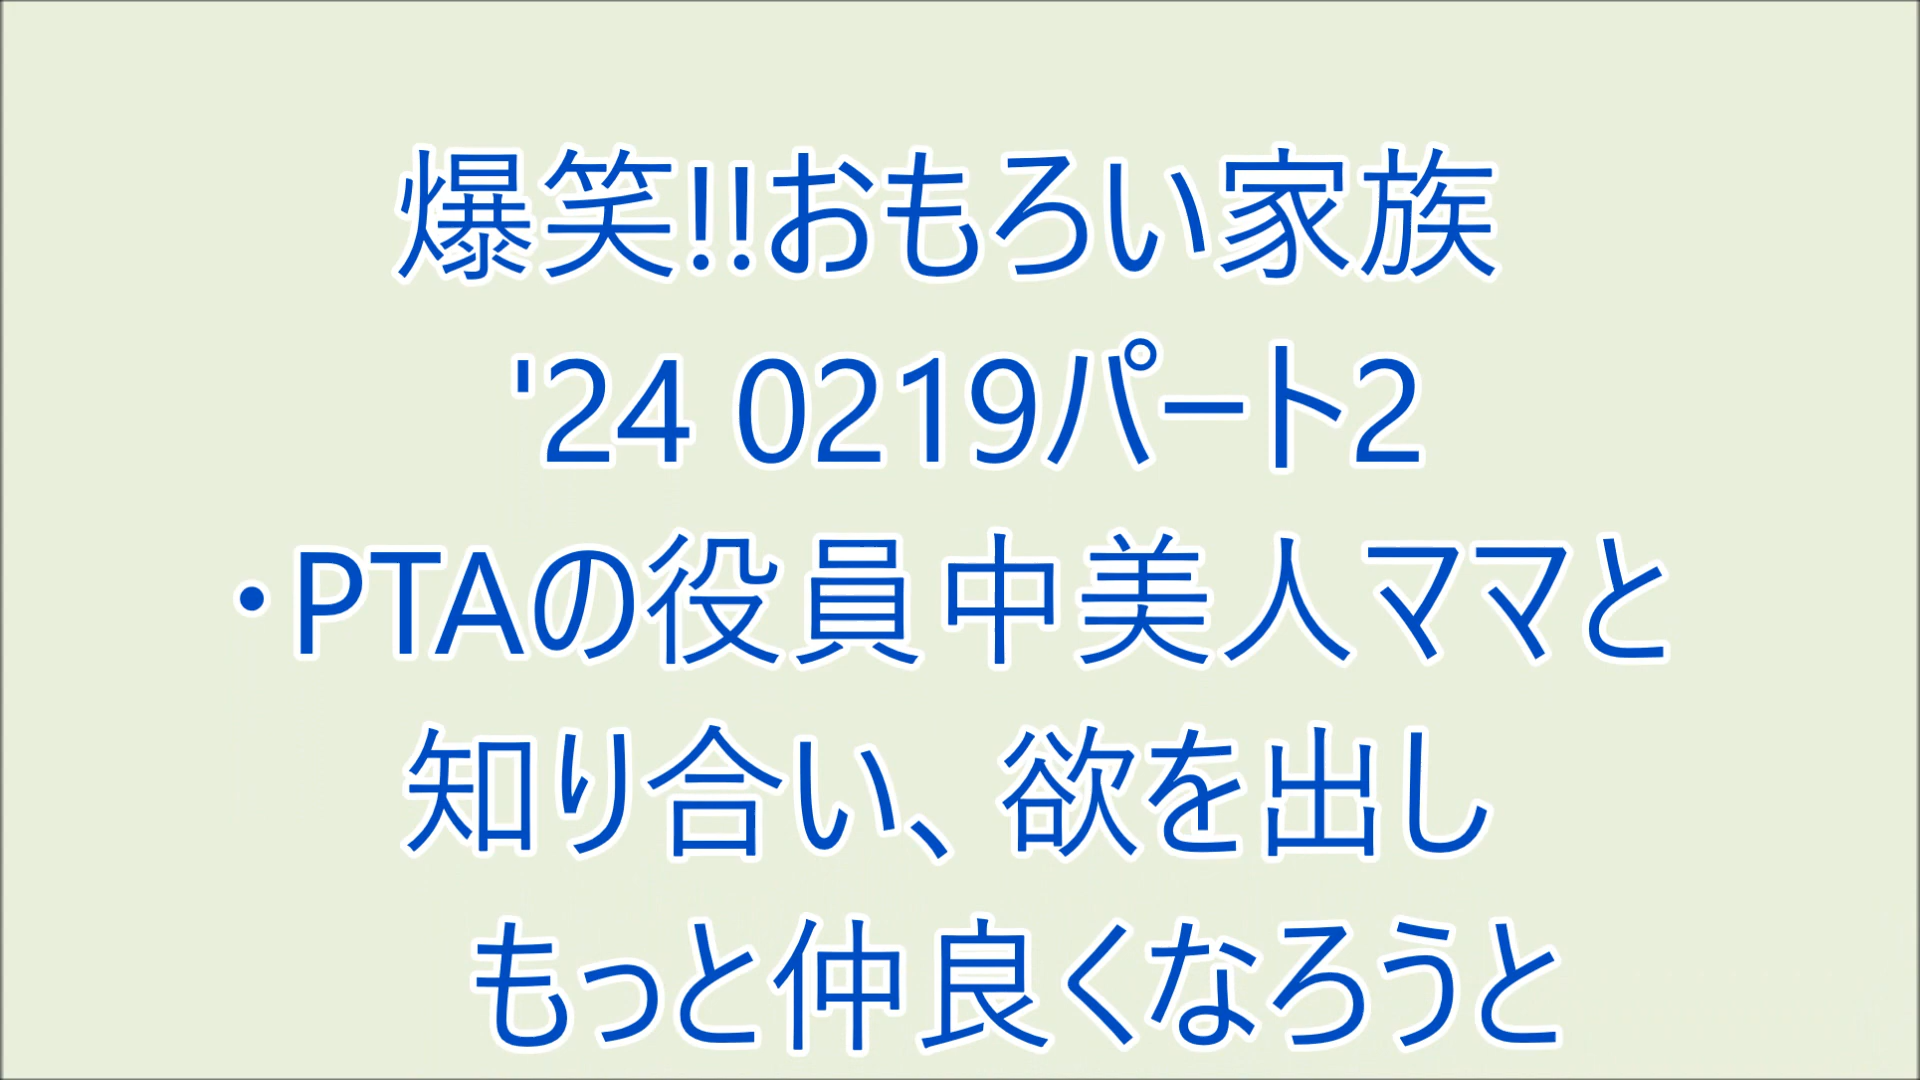 爆笑!!おもろい家族
'24 0219パート2
・PTAの役員中美人ママと
知り合い、欲を出し
もっと仲良くなろうと